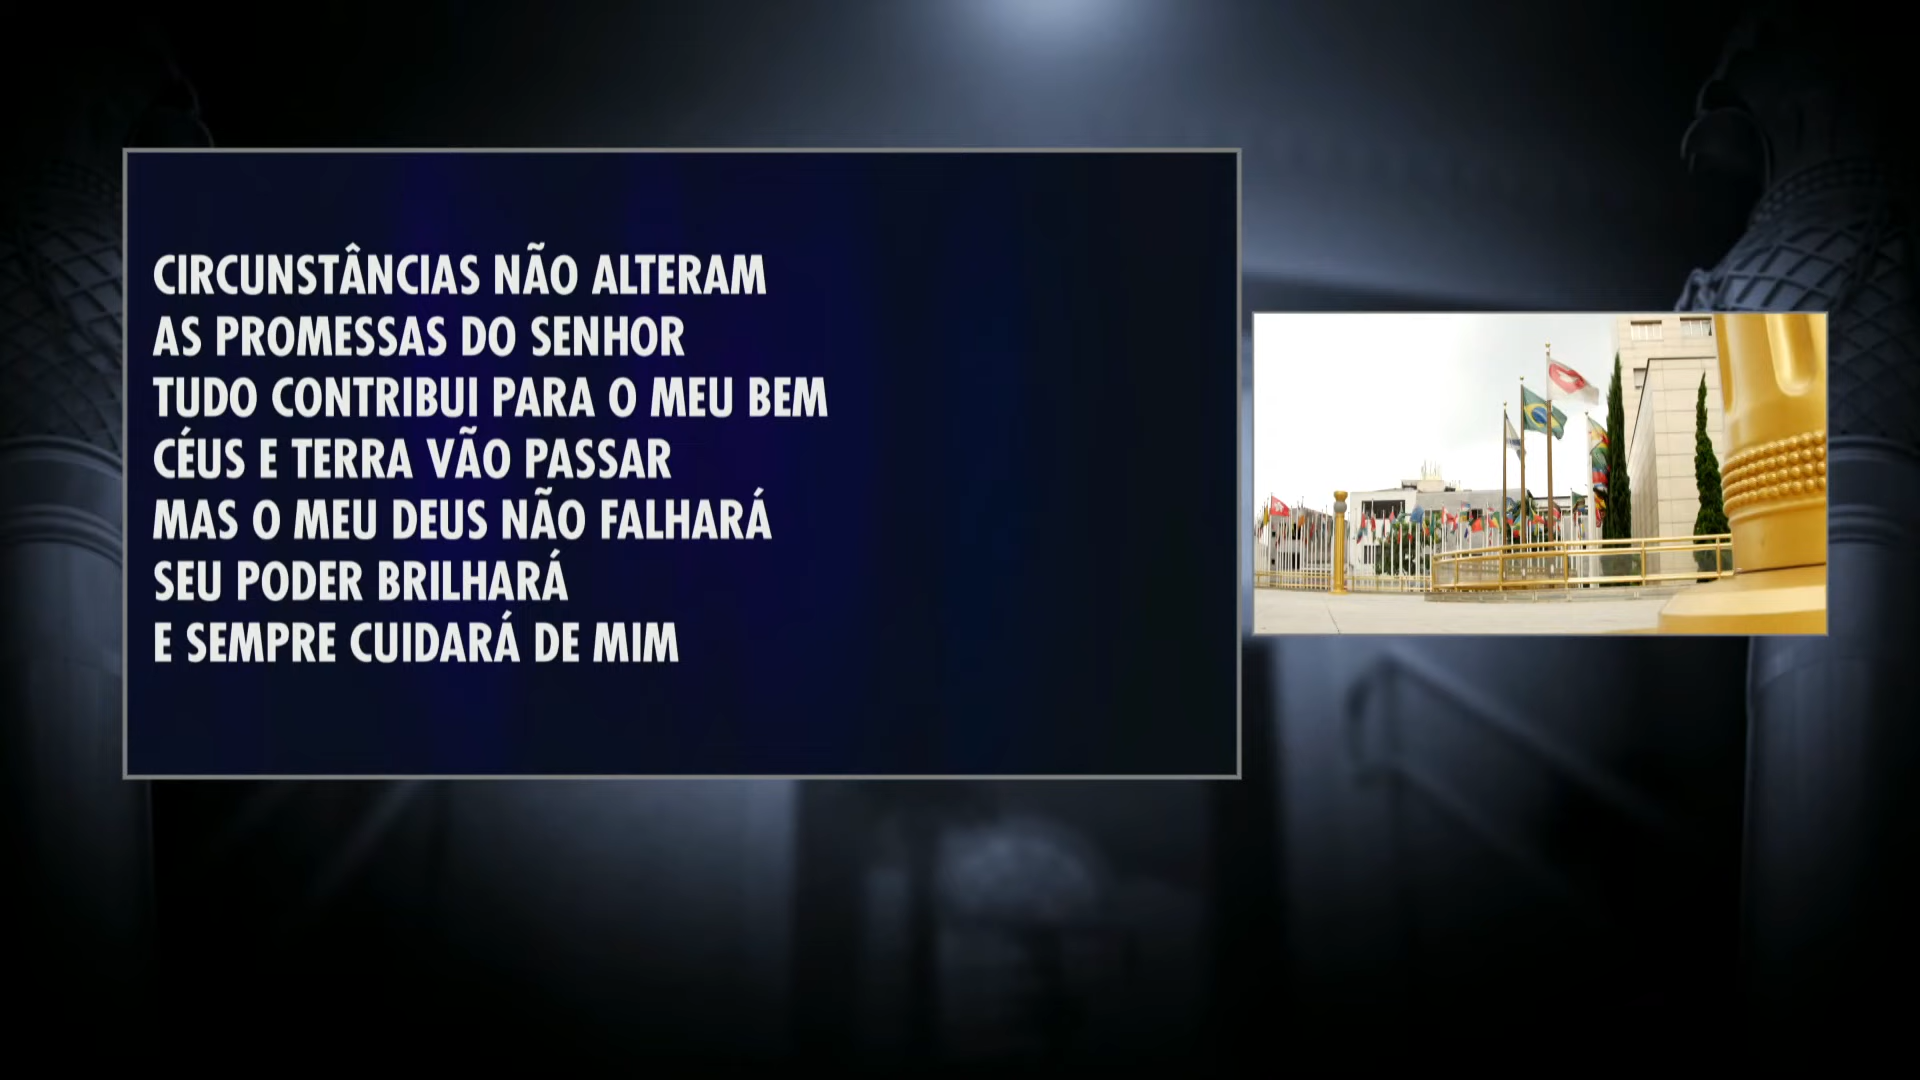 CIRCUNSTÂNCIAS NÃO ALTERAM
AS PROMESSAS DO SENHOR
TUDO CONTRIBUI PARA O MEU BEM
CÉUS E TERRA VÃO PASSAR
MAS O MEU DEUS NÃO FALHARÁ
SEU PODER BRILHARÁ
E SEMPRE CUIDARÁ DE MIM